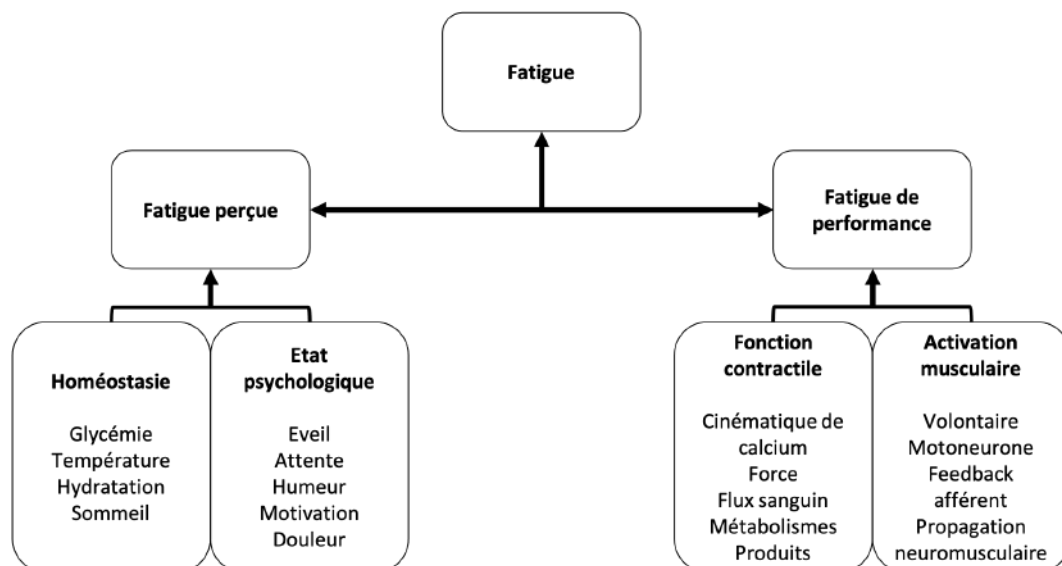 Fatigue
Fatigue perçue
Fatigue de
performance
Homéostasie
Glycémie
Température
Hydratation
Sommeil
Etat
psychologique
Eveil
Attente
Humeur
Motivation
Douleur
Fonction
contractile
Cinématique de
calcium
Force
Flux sanguin
Métabolismes
Produits
Activation
musculaire
Volontaire
Motoneurone
Feedback
afférent
Propagation
neuromusculaire